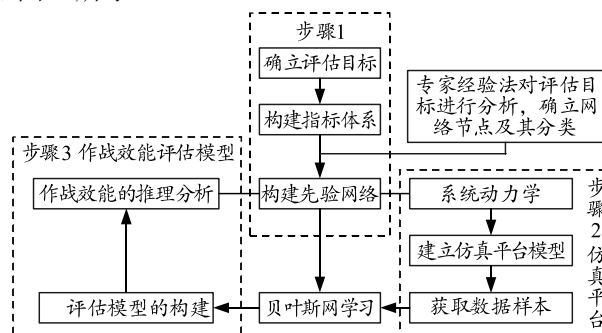 步骤1
确立评估目标
构建指标体系
专家经验法对评估目
标进行分析，确立网
络节点及其分类
步骤3 作战效能评估模型
作战效能的推理分析
构建先验网络
系统动力学
步骤2仿真平台
建立仿真平台模型
评估模型的构建
贝叶斯网学习
获取数据样本